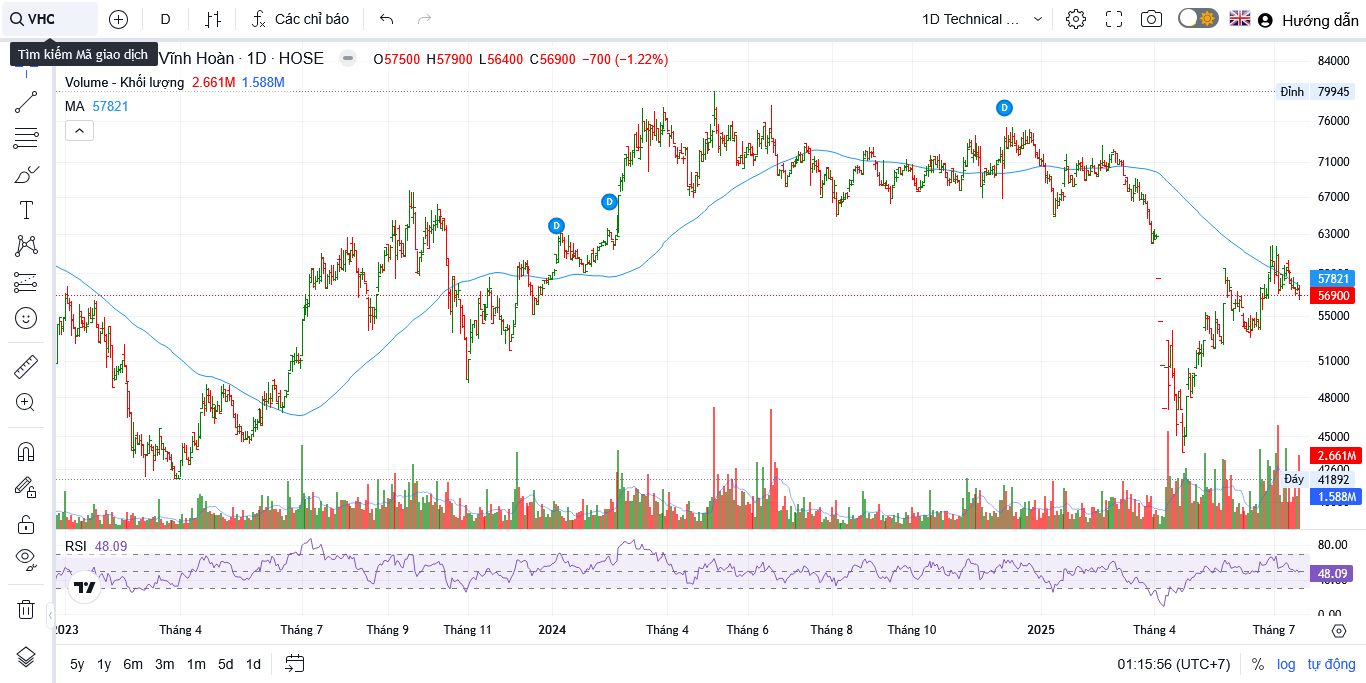 VHC
D
Các chỉ báo
1D Technical ...
Hướng dẫn
Tìm kiếm Mã giao dịch
Vĩnh Hoàn · 1D · HOSE
O57500 H57900 L56400 C56900 −700 (−1.22%)
Volume - Khối lượng 2.661M 1.588M
MA 57821
84000
Đỉnh 79945
76000
71000
67000
63000
57821
56900
55000
51000
48000
45000
2.661M
42600
Đáy 41892
1.588M
D
D
D
RSI 48.09
80.00
48.09
0.00
2023 Tháng 4 Tháng 7 Tháng 9 Tháng 11 2024 Tháng 4 Tháng 6 Tháng 8 Tháng 10 2025 Tháng 4 Tháng 7
5y 1y 6m 3m 1m 5d 1d
01:15:56 (UTC+7) % log tự động